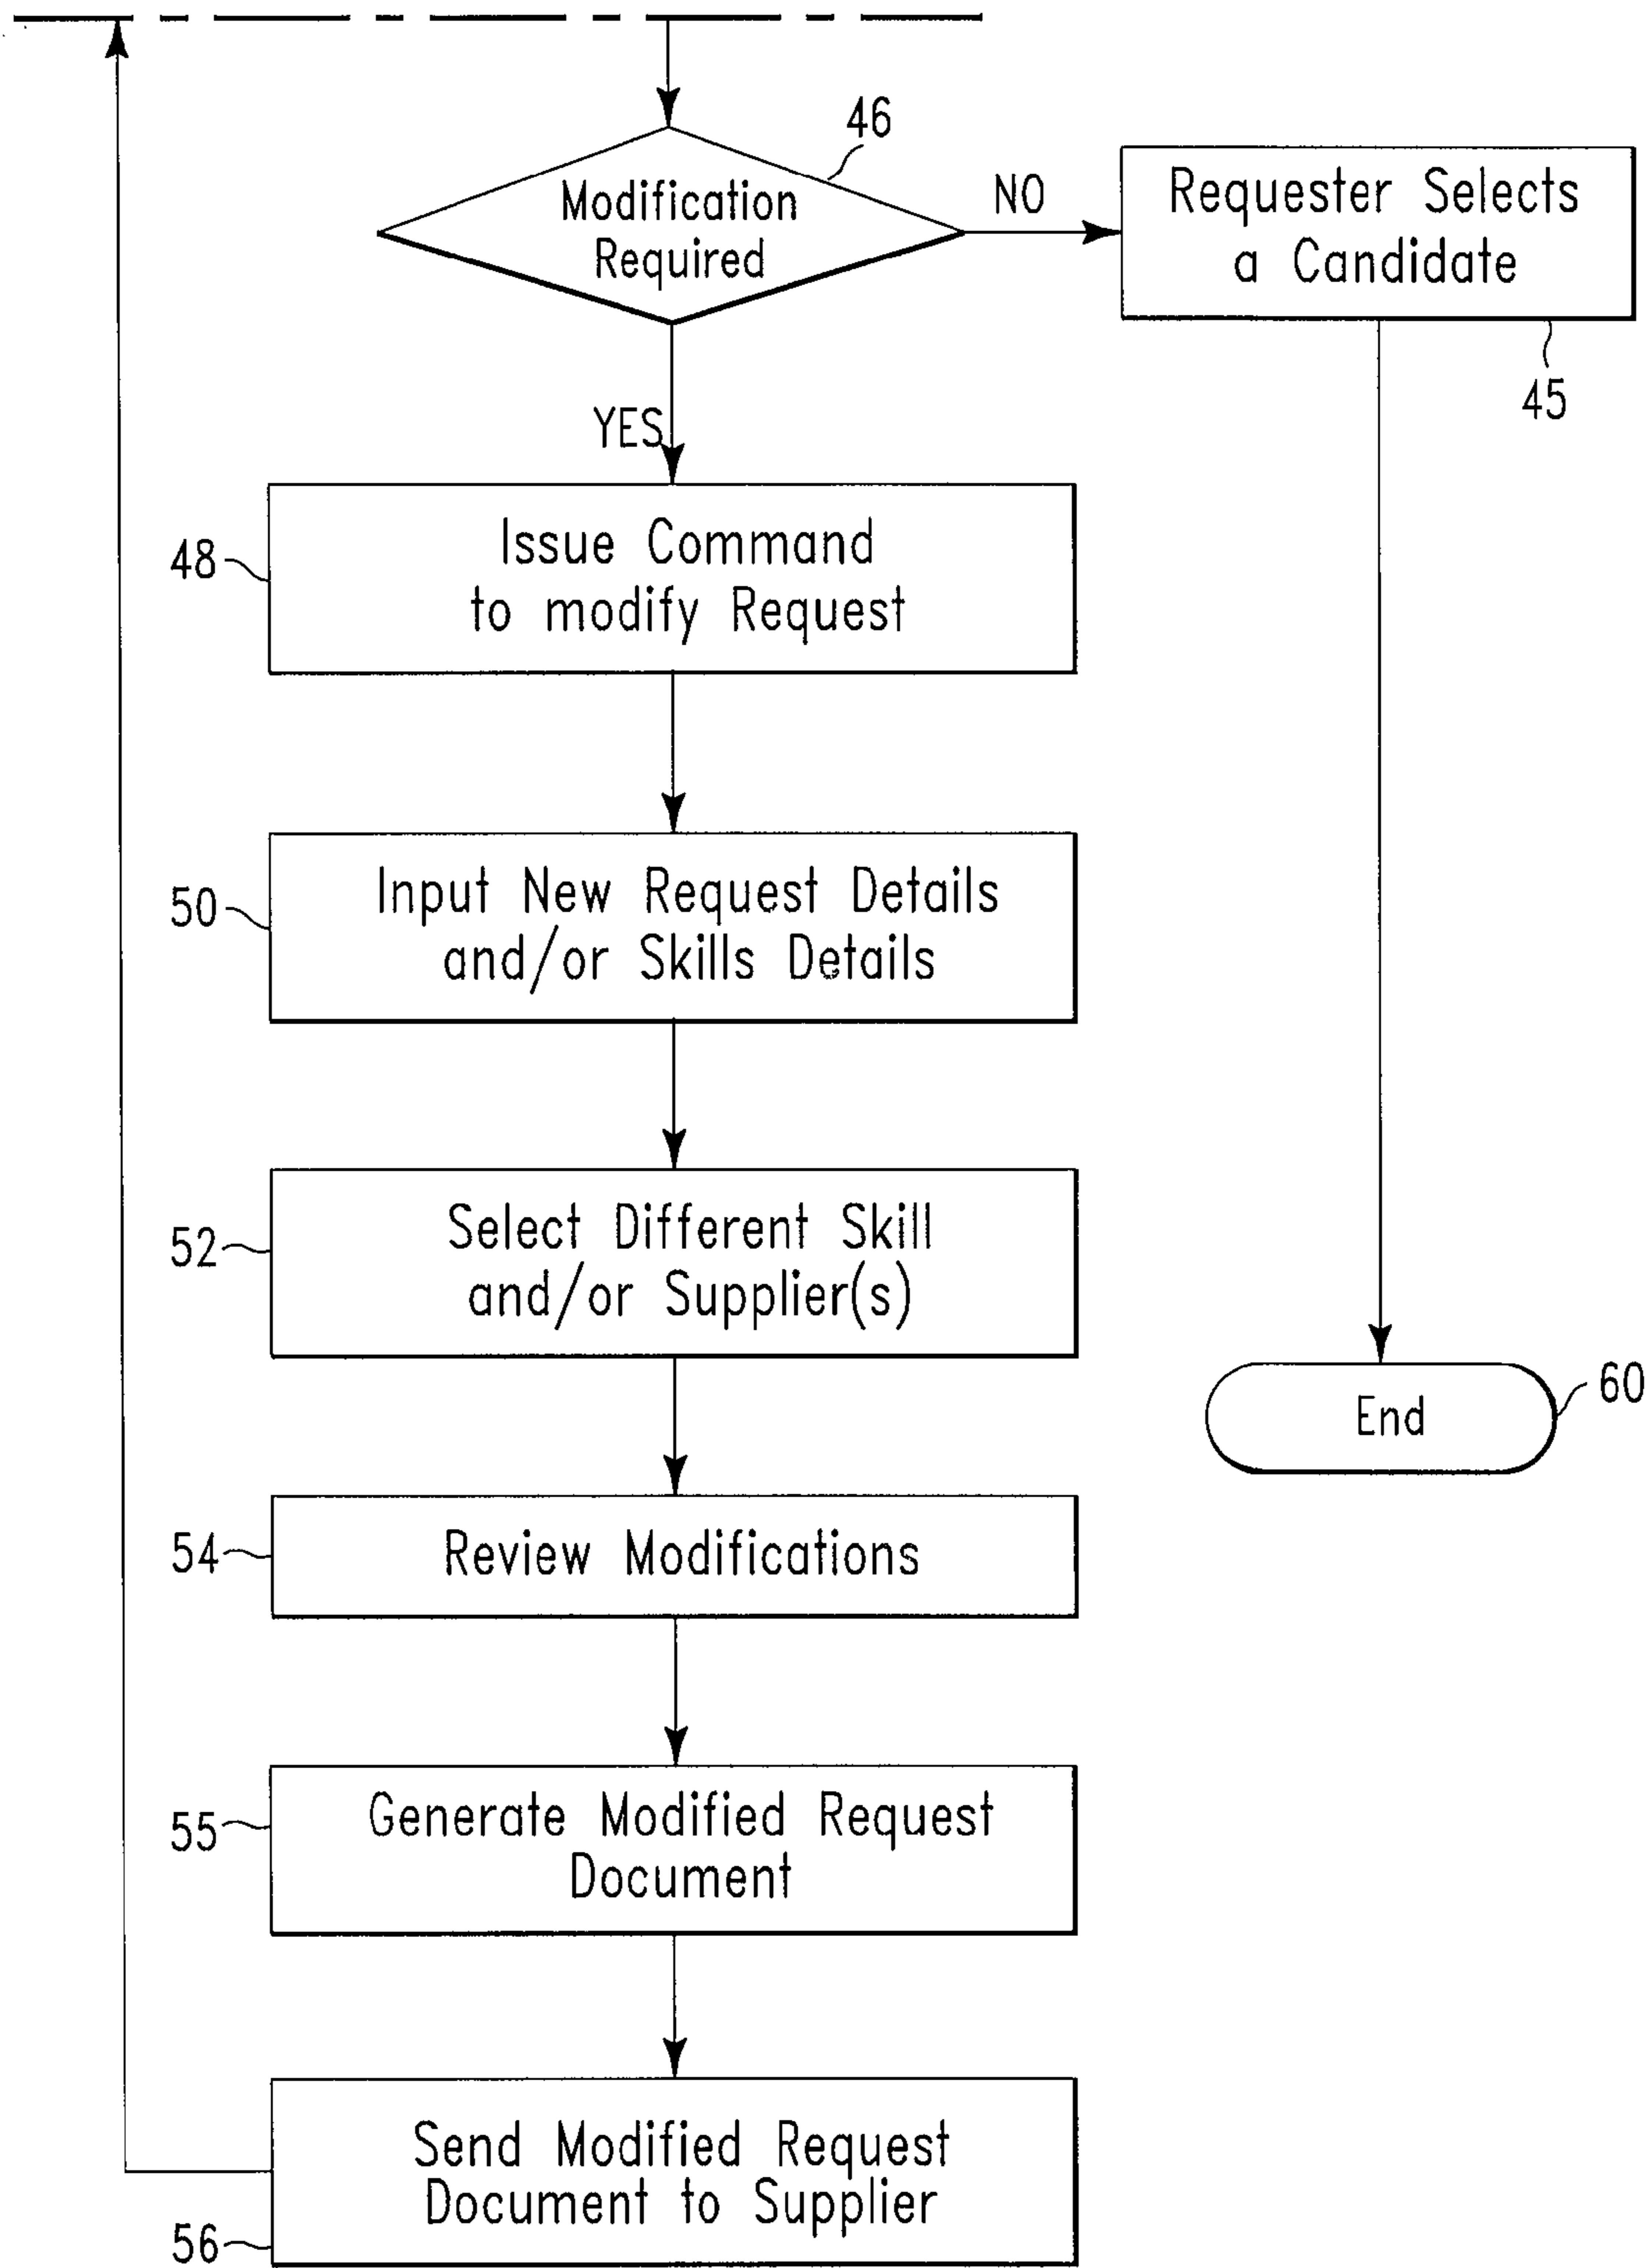 46
Modification
Required
NO
Requester Selects
a Candidate
45
YES
48
Issue Command
to modify Request
50
Input New Request Details
and/or Skills Details
52
Select Different Skill
and/or Supplier(s)
End
60
54
Review Modifications
55
Generate Modified Request
Document
Send Modified Request
Document to Supplier
56